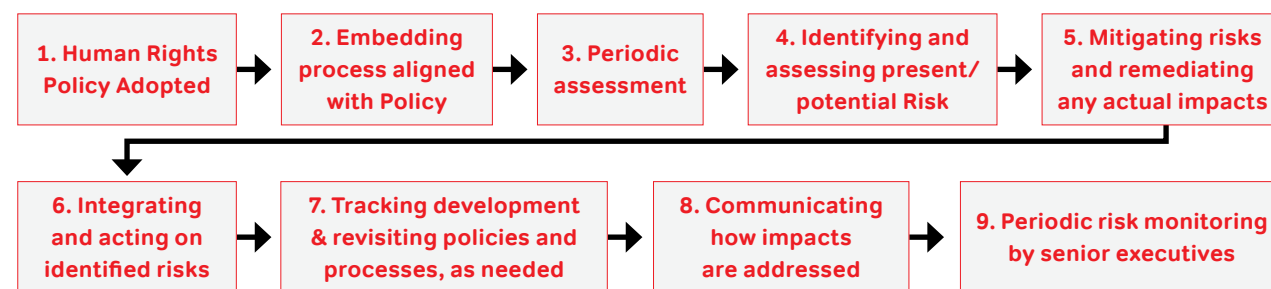 1. Human Rights
Policy Adopted
2. Embedding
process aligned
with Policy
3. Periodic
assessment
4. Identifying and
assessing present/
potential Risk
5. Mitigating risks
and remediating
any actual impacts
6. Integrating
and acting on
identified risks
7. Tracking development
& revisiting policies and
processes, as needed
8. Communicating
how impacts
are addressed
9. Periodic risk monitoring
by senior executives